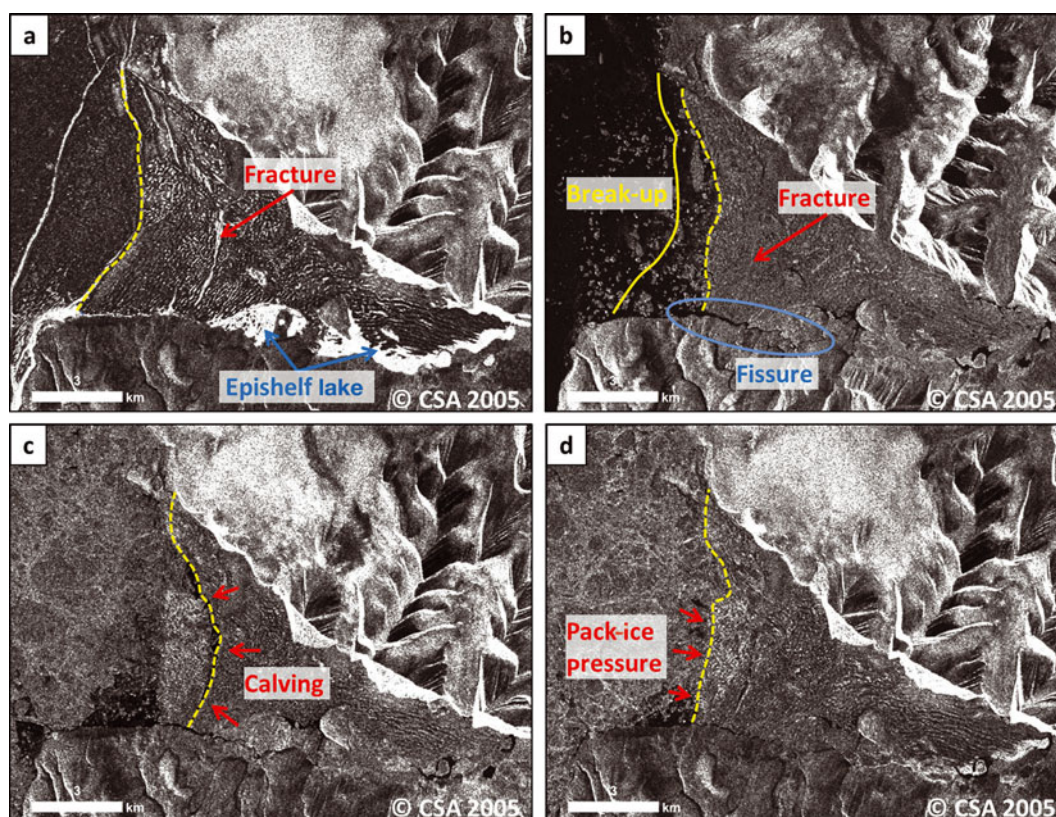 a
Fracture
Epishelf lake
3
km
© CSA 2005
b
Break-up
Fracture
Fissure
3
km
© CSA 2005
c
Calving
3
km
© CSA 2005
d
Pack-ice
pressure
3
km
© CSA 2005